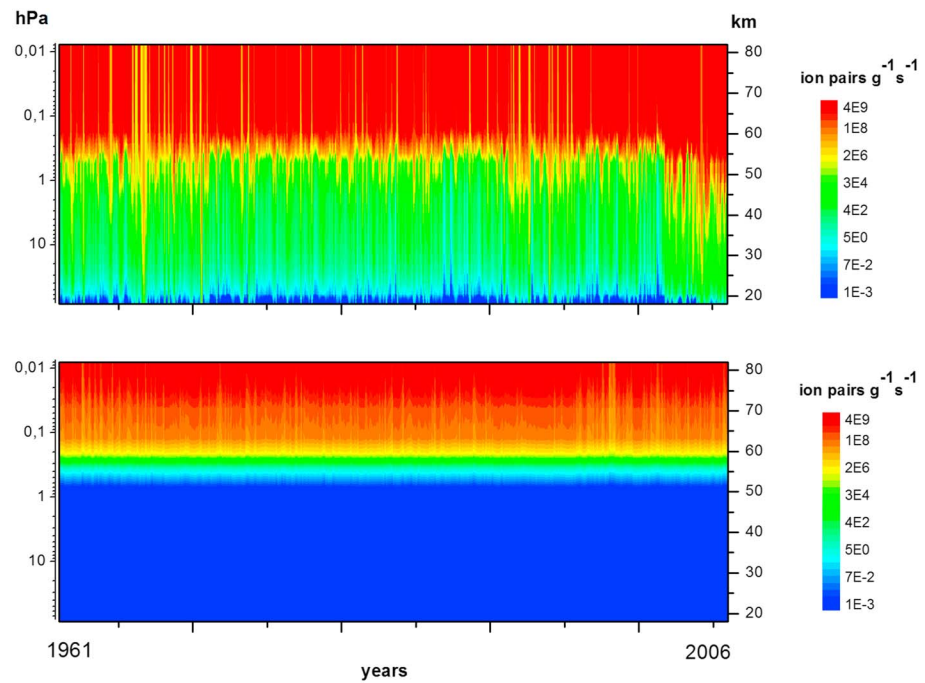 hPa
km
0,01
0,1
1
10
80
70
60
50
40
30
20
ion pairs g-1s-1
4E9
1E8
2E6
3E4
4E2
5E0
7E-2
1E-3
0,01
0,1
1
10
80
70
60
50
40
30
20
ion pairs g-1s-1
4E9
1E8
2E6
3E4
4E2
5E0
7E-2
1E-3
1961
2006
years